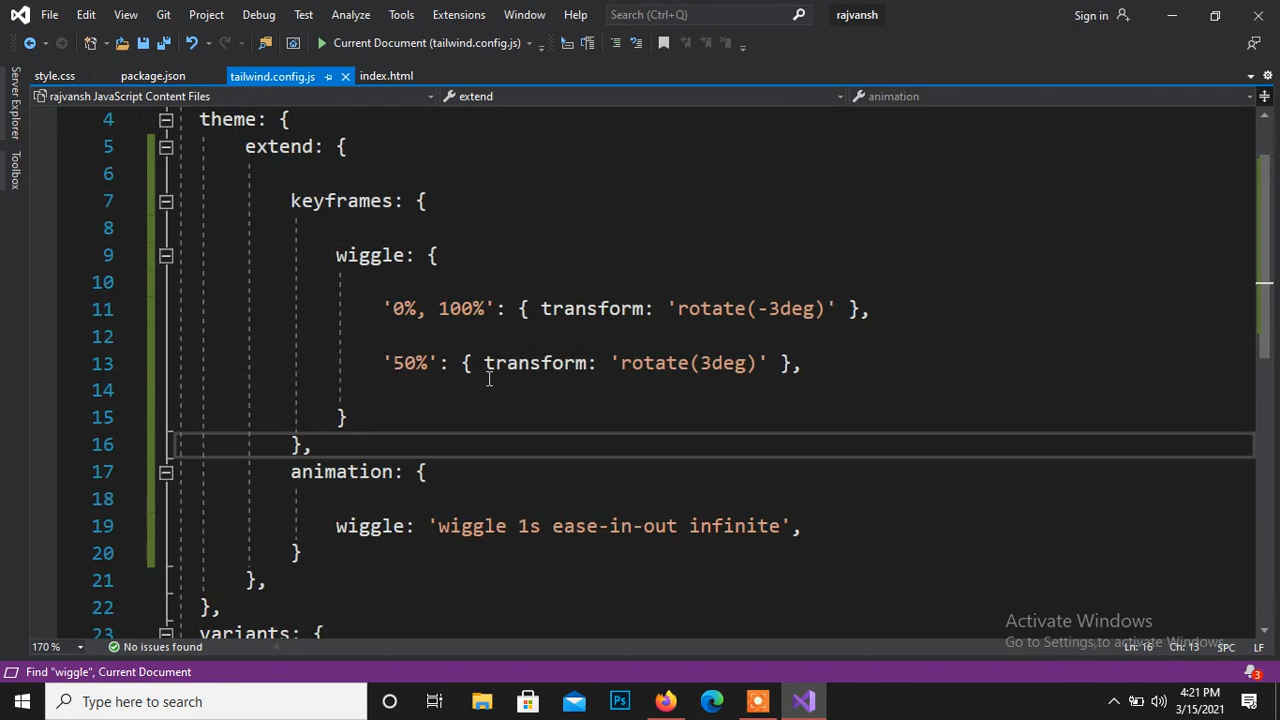 File Edit View Git Project Debug Test Analyze Tools Extensions Window Help Search (Ctrl+Q) rajvansh Sign in
Current Document (tailwind.config.js)
style.css package.json tailwind.config.js index.html
rajvansh JavaScript Content Files extend animation
Server Explorer
Toolbox
4 theme: {
5 extend: {
6
7 keyframes: {
8
9 wiggle: {
10
11 '0%, 100%': { transform: 'rotate(-3deg)' },
12
13 '50%': { transform: 'rotate(3deg)' },
14
15 }
16 },
17 animation: {
18
19 wiggle: 'wiggle 1s ease-in-out infinite',
20 }
21 },
22 },
23 variants: {
Activate Windows
Go to Settings to activate Windows.
170 % No issues found Ln: 16 Ch: 13 SPC LF
Find "wiggle", Current Document 3
Type here to search Ps 4:21 PM
3/15/2021